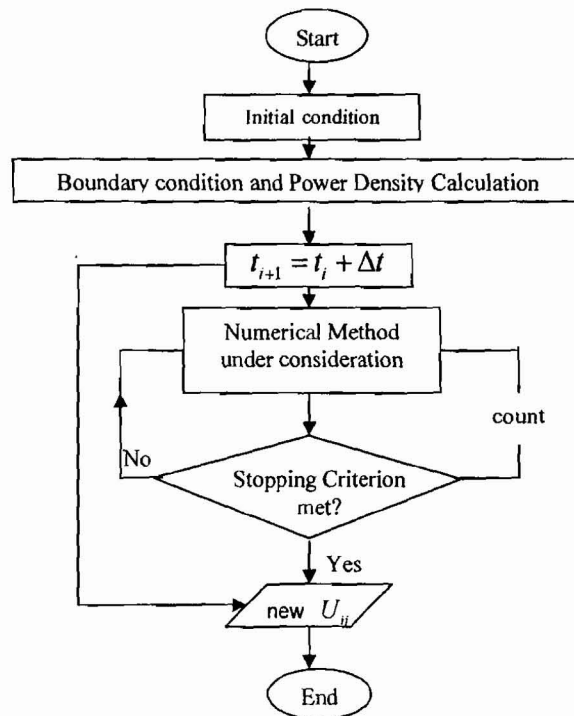 Start
Initial condition
Boundary condition and Power Density Calculation
t_{i+1} = t_i + Δt
Numerical Method
under consideration
count
No
Stopping Criterion
met?
Yes
new U_{ij}
End